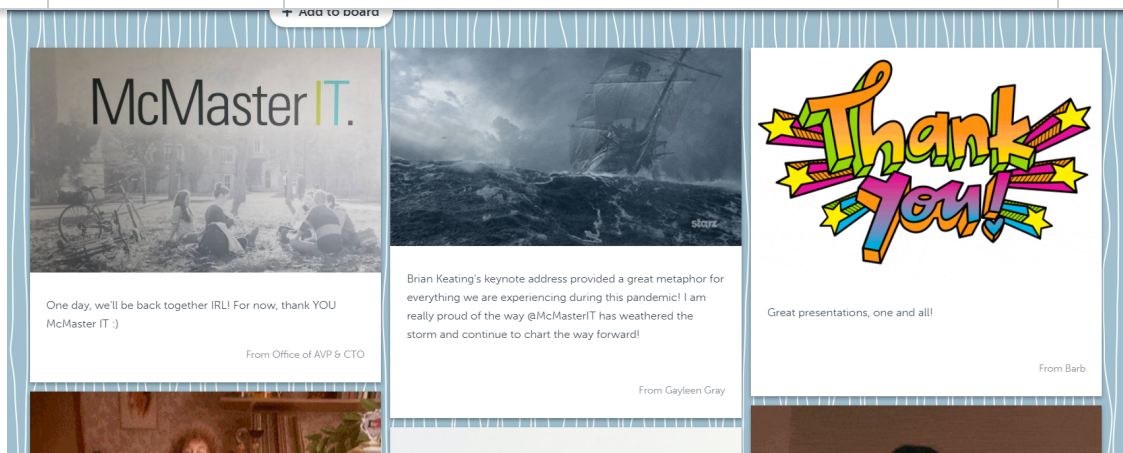 + Add to board
McMaster IT.
One day, we'll be back together IRL! For now, thank YOU
McMaster IT :)
From Office of AVP & CTO
starz
Brian Keating's keynote address provided a great metaphor for
everything we are experiencing during this pandemic! I am
really proud of the way @McMasterIT has weathered the
storm and continue to chart the way forward!
From Gayleen Gray
Thank
you!
Great presentations, one and all!
From Barb